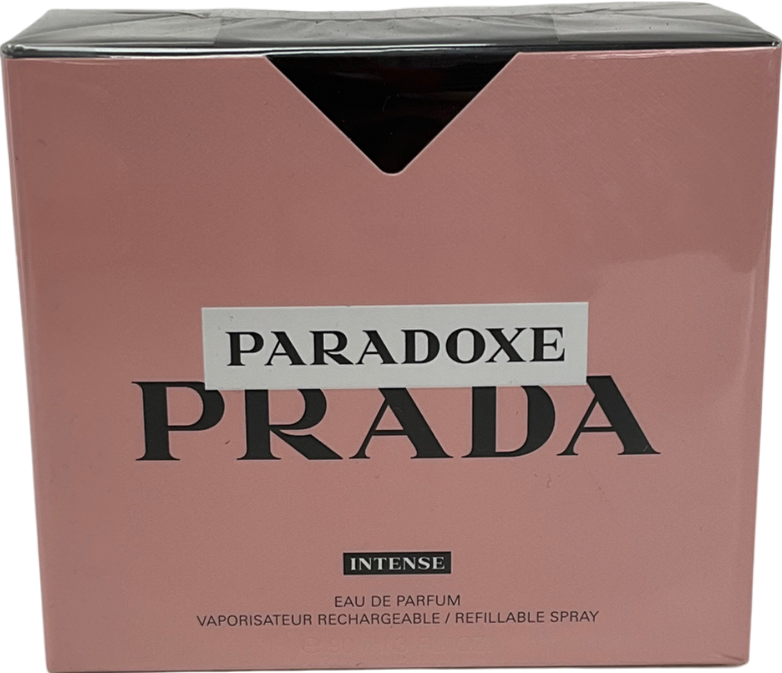 PARADOXE
PRADA
INTENSE
EAU DE PARFUM
VAPORISATEUR RECHARGEABLE / REFILLABLE SPRAY